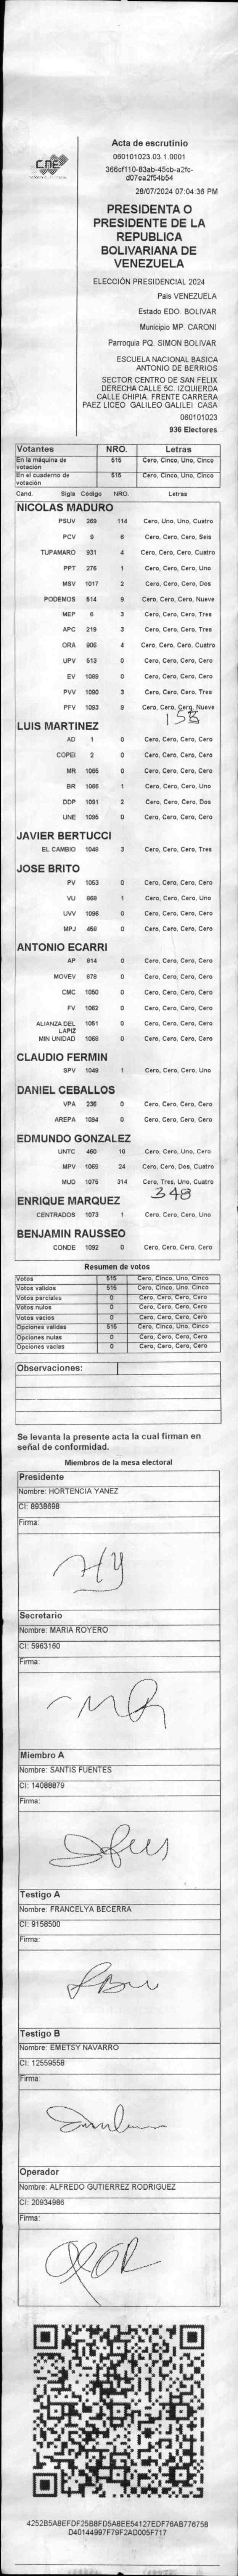 CNE
Acta de escrutinio
060101023.03.1.0001
366cf110-83ab-45cb-a2fc-
d07ea2f54b54
28/07/2024 07:04:36 PM
PRESIDENTA O
PRESIDENTE DE LA
REPUBLICA
BOLIVARIANA DE
VENEZUELA
ELECCIÓN PRESIDENCIAL 2024
Pais VENEZUELA
Estado EDO. BOLIVAR
Municipio MP. CARONI
Parroquia PQ. SIMON BOLIVAR
ESCUELA NACIONAL BASICA
ANTONIO DE BERRIOS
SECTOR CENTRO DE SAN FELIX
DERECHA CALLE 5C. IZQUIERDA
CALLE CHIPIA. FRENTE CARRERA
PAEZ LICEO GALILEO GALILEI CASA
060101023
936 Electores
Votantes NRO. Letras
En la máquina de votación 515 Cero, Cinco, Uno, Cinco
En el cuaderno de votación 515 Cero, Cinco, Uno, Cinco
Cand. Sigla Código NRO. Letras
NICOLAS MADURO
PSUV 269 114 Cero, Uno, Uno, Cuatro
PCV 9 6 Cero, Cero, Cero, Seis
TUPAMARO 931 4 Cero, Cero, Cero, Cuatro
PPT 276 1 Cero, Cero, Cero, Uno
MSV 1017 2 Cero, Cero, Cero, Dos
PODEMOS 514 9 Cero, Cero, Cero, Nueve
MEP 6 3 Cero, Cero, Cero, Tres
APC 219 3 Cero, Cero, Cero, Tres
ORA 906 4 Cero, Cero, Cero, Cuatro
UPV 513 0 Cero, Cero, Cero, Cero
EV 1089 0 Cero, Cero, Cero, Cero
PVV 1090 3 Cero, Cero, Cero, Tres
PFV 1093 9 Cero, Cero, Cero, Nueve
LUIS MARTINEZ
AD 1 0 Cero, Cero, Cero, Cero
COPEI 2 0 Cero, Cero, Cero, Cero
MR 1065 0 Cero, Cero, Cero, Cero
BR 1066 1 Cero, Cero, Cero, Uno
DDP 1091 2 Cero, Cero, Cero, Dos
UNE 1095 0 Cero, Cero, Cero, Cero
JAVIER BERTUCCI
EL CAMBIO 1048 3 Cero, Cero, Cero, Tres
JOSE BRITO
PV 1053 0 Cero, Cero, Cero, Cero
VU 868 1 Cero, Cero, Cero, Uno
UVV 1096 0 Cero, Cero, Cero, Cero
MPJ 459 0 Cero, Cero, Cero, Cero
ANTONIO ECARRI
AP 814 0 Cero, Cero, Cero, Cero
MOVEV 878 0 Cero, Cero, Cero, Cero
CMC 1050 0 Cero, Cero, Cero, Cero
FV 1062 0 Cero, Cero, Cero, Cero
ALIANZA DEL LAPIZ 1051 0 Cero, Cero, Cero, Cero
MIN UNIDAD 1068 0 Cero, Cero, Cero, Cero
CLAUDIO FERMIN
SPV 1049 1 Cero, Cero, Cero, Uno
DANIEL CEBALLOS
VPA 236 0 Cero, Cero, Cero, Cero
AREPA 1094 0 Cero, Cero, Cero, Cero
EDMUNDO GONZALEZ
UNTC 460 10 Cero, Cero, Uno, Cero
MPV 1069 24 Cero, Cero, Dos, Cuatro
MUD 1075 314 Cero, Tres, Uno, Cuatro
348
ENRIQUE MARQUEZ
CENTRADOS 1073 1 Cero, Cero, Cero, Uno
BENJAMIN RAUSSEO
CONDE 1092 0 Cero, Cero, Cero, Cero
Resumen de votos
Votos 515 Cero, Cinco, Uno, Cinco
Votos validos 515 Cero, Cinco, Uno, Cinco
Votos parciales 0 Cero, Cero, Cero, Cero
Votos nulos 0 Cero, Cero, Cero, Cero
Votos vacios 0 Cero, Cero, Cero, Cero
Opciones validas 515 Cero, Cinco, Uno, Cinco
Opciones nulas 0 Cero, Cero, Cero, Cero
Opciones vacias 0 Cero, Cero, Cero, Cero
Observaciones:
Se levanta la presente acta la cual firman en
señal de conformidad.
Miembros de la mesa electoral
Presidente
Nombre: HORTENCIA YANEZ
CI: 8938698
Firma:
HY
Secretario
Nombre: MARIA ROYERO
CI: 5963160
Firma:
Miembro A
Nombre: SANTIS FUENTES
CI: 14088879
Firma:
Testigo A
Nombre: FRANCELYA BECERRA
CI: 9158500
Firma:
Testigo B
Nombre: EMETSY NAVARRO
CI: 12559558
Firma:
Operador
Nombre: ALFREDO GUTIERREZ RODRIGUEZ
CI: 20934986
Firma:
4252B5A8EFDF25B8FD5A8EE54127EDF76AB776758
D40144997F79F2AD005F717